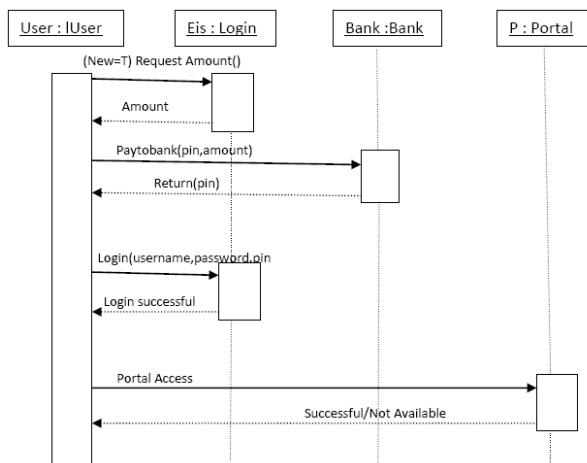 User : lUser
Eis : Login
Bank :Bank
P : Portal
(New=T) Request Amount()
Amount
Paytobank(pin,amount)
Return(pin)
Login(username,password,pin
Login successful
Portal Access
Successful/Not Available